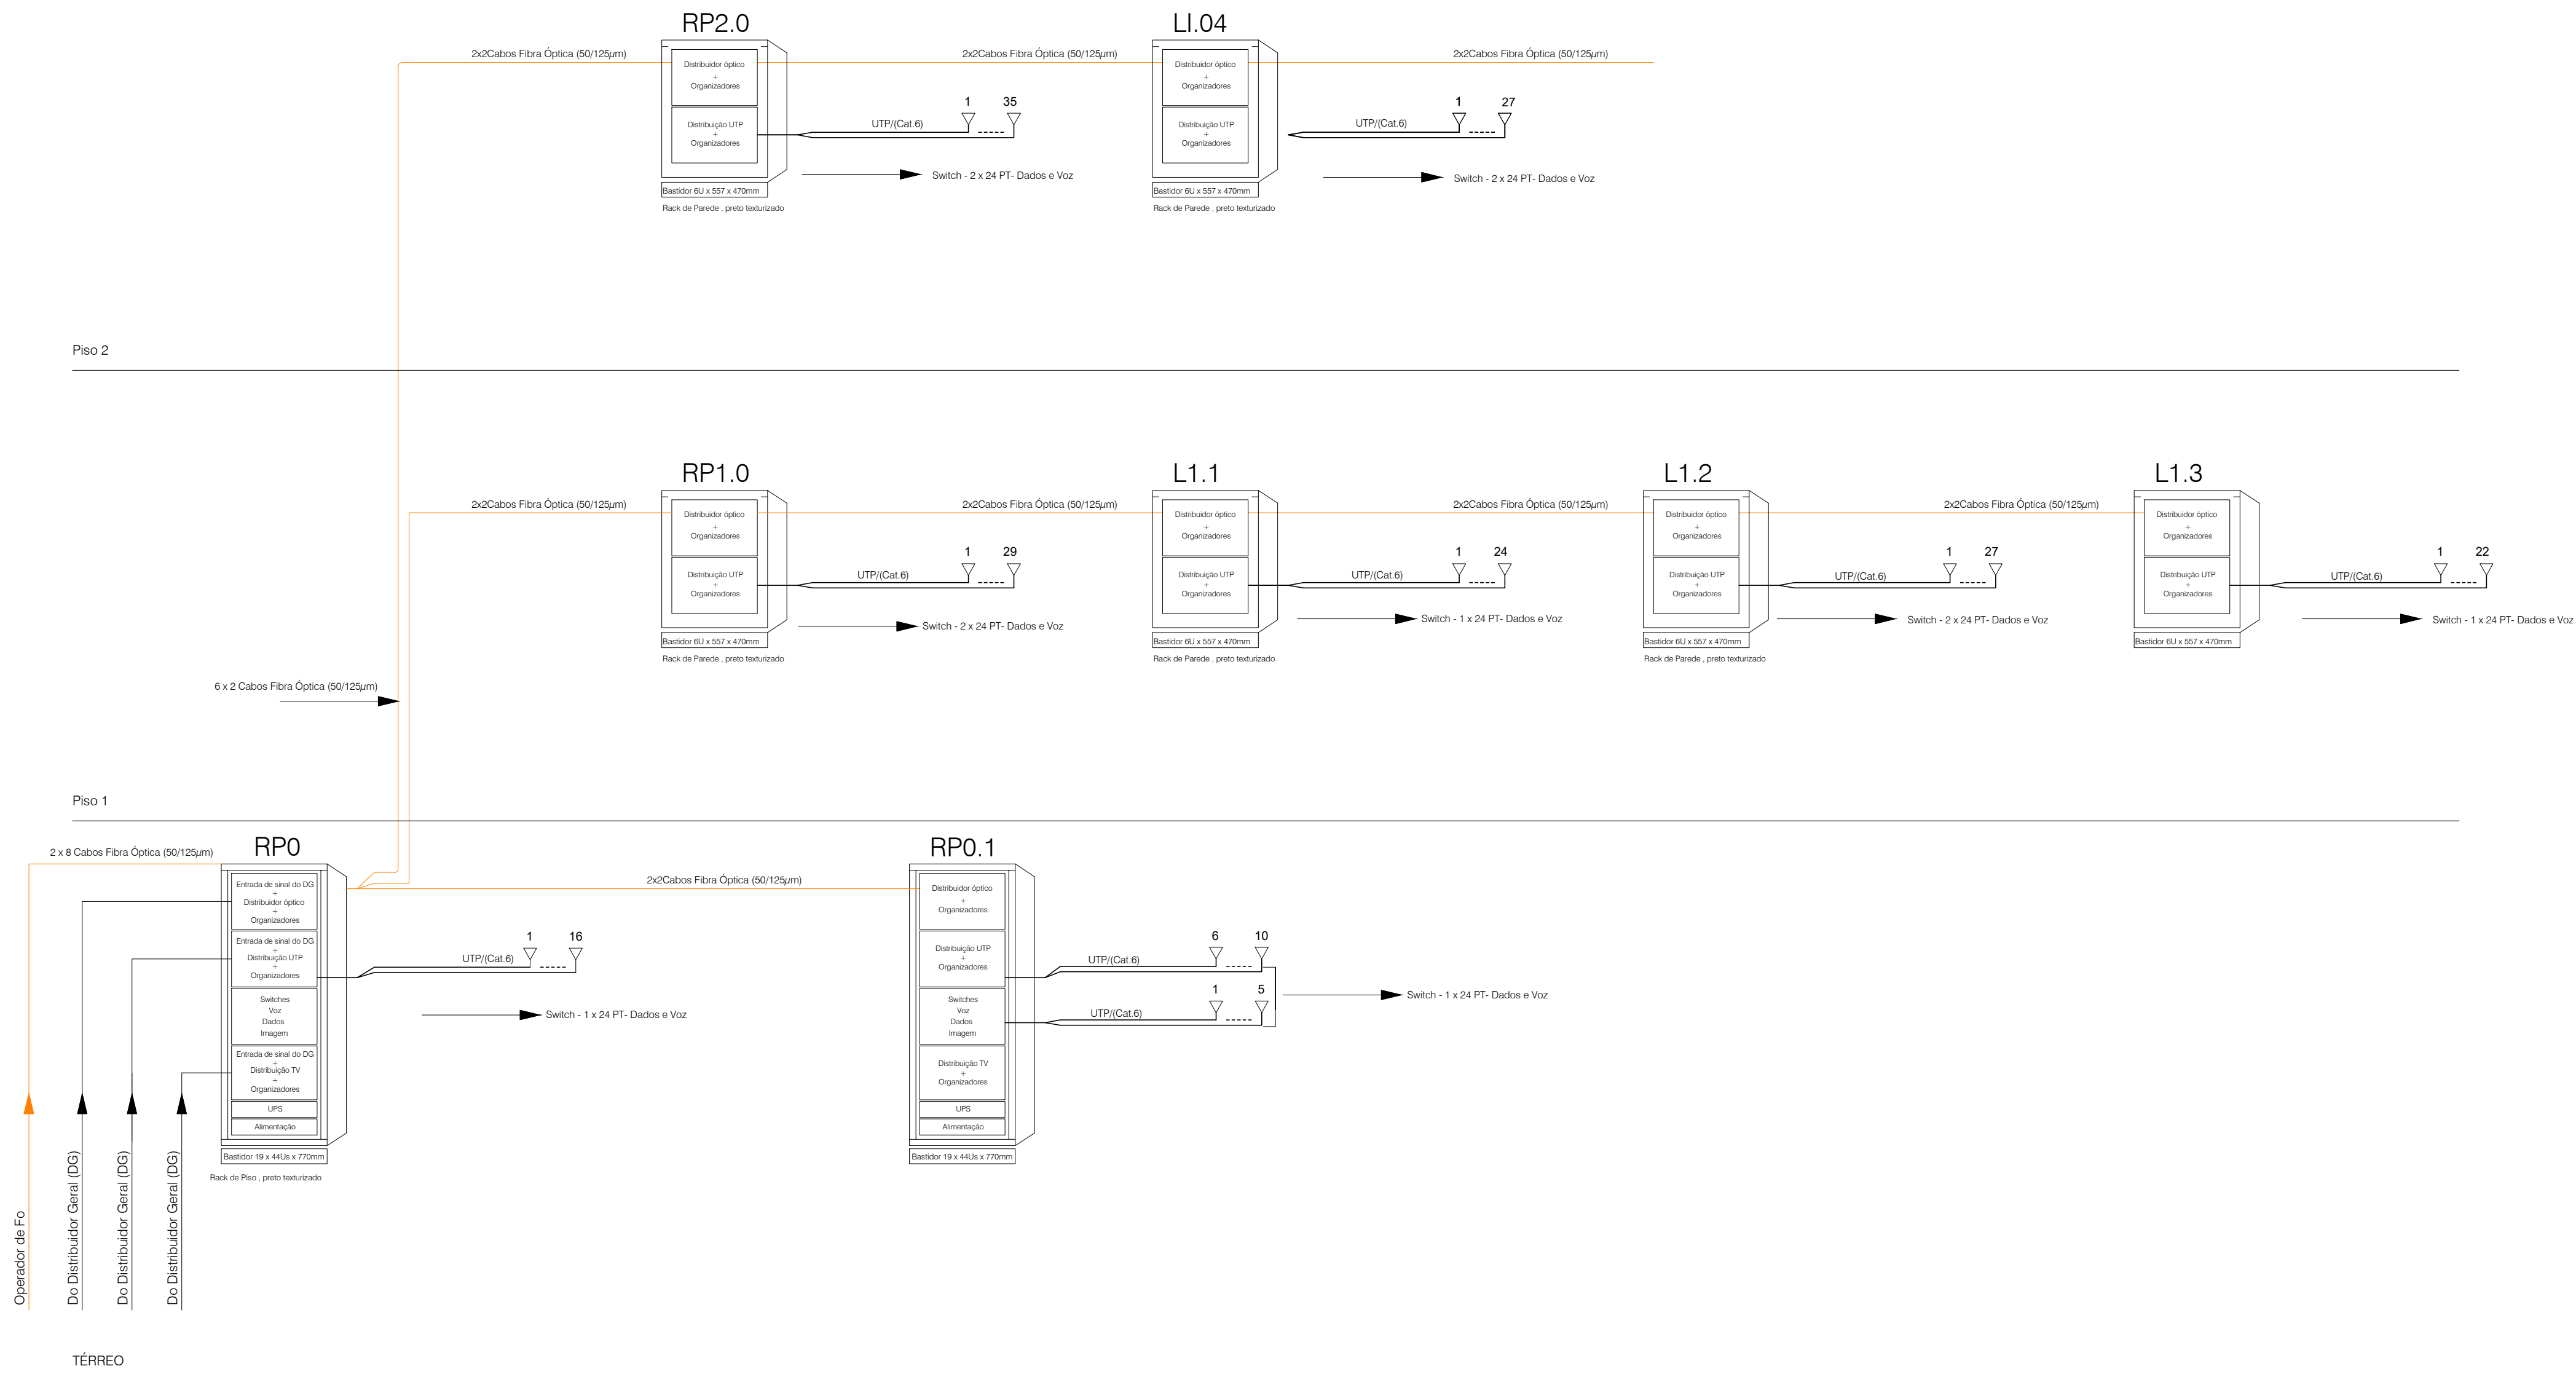 RP2.0
LI.04
2x2Cabos Fibra Óptica (50/125µm)
2x2Cabos Fibra Óptica (50/125µm)
2x2Cabos Fibra Óptica (50/125µm)
Distribuidor óptico
+
Organizadores
Distribuição UTP
+
Organizadores
Bastidor 6U x 557 x 470mm
Rack de Parede , preto texturizado
UTP/(Cat.6)
1
35
Switch - 2 x 24 PT- Dados e Voz
Distribuidor óptico
+
Organizadores
Distribuição UTP
+
Organizadores
Bastidor 6U x 557 x 470mm
Rack de Parede , preto texturizado
UTP/(Cat.6)
1
27
Switch - 2 x 24 PT- Dados e Voz
Piso 2
RP1.0
L1.1
L1.2
L1.3
2x2Cabos Fibra Óptica (50/125µm)
2x2Cabos Fibra Óptica (50/125µm)
2x2Cabos Fibra Óptica (50/125µm)
2x2Cabos Fibra Óptica (50/125µm)
Distribuidor óptico
+
Organizadores
Distribuição UTP
+
Organizadores
Bastidor 6U x 557 x 470mm
Rack de Parede , preto texturizado
UTP/(Cat.6)
1
29
Switch - 2 x 24 PT- Dados e Voz
Distribuidor óptico
+
Organizadores
Distribuição UTP
+
Organizadores
Bastidor 6U x 557 x 470mm
Rack de Parede , preto texturizado
UTP/(Cat.6)
1
24
Switch - 1 x 24 PT- Dados e Voz
Distribuidor óptico
+
Organizadores
Distribuição UTP
+
Organizadores
Bastidor 6U x 557 x 470mm
Rack de Parede , preto texturizado
UTP/(Cat.6)
1
27
Switch - 2 x 24 PT- Dados e Voz
Distribuidor óptico
+
Organizadores
Distribuição UTP
+
Organizadores
Bastidor 6U x 557 x 470mm
UTP/(Cat.6)
1
22
Switch - 1 x 24 PT- Dados e Voz
6 x 2 Cabos Fibra Óptica (50/125µm)
Piso 1
RP0
RP0.1
2 x 8 Cabos Fibra Óptica (50/125µm)
2x2Cabos Fibra Óptica (50/125µm)
Entrada de sinal do DG
+
Distribuidor óptico
+
Organizadores
Entrada de sinal do DG
+
Distribuição UTP
+
Organizadores
Switches
Voz
Dados
Imagem
Entrada de sinal do DG
+
Distribuição TV
+
Organizadores
UPS
Alimentação
Bastidor 19 x 44Us x 770mm
Rack de Piso , preto texturizado
UTP/(Cat.6)
1
16
Switch - 1 x 24 PT- Dados e Voz
Distribuidor óptico
+
Organizadores
Distribuição UTP
+
Organizadores
Switches
Voz
Dados
Imagem
Distribuição TV
+
Organizadores
UPS
Alimentação
Bastidor 19 x 44Us x 770mm
UTP/(Cat.6)
6
10
UTP/(Cat.6)
1
5
Switch - 1 x 24 PT- Dados e Voz
Operador de Fo
Do Distribuidor Geral (DG)
Do Distribuidor Geral (DG)
Do Distribuidor Geral (DG)
TÉRREO